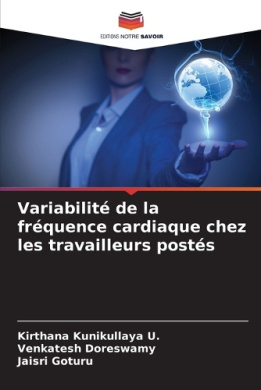 EDITIONS NOTRE SAVOIR
Variabilité de la
fréquence cardiaque chez
les travailleurs postés
Kirthana Kunikullaya U.
Venkatesh Doreswamy
Jaisri Goturu